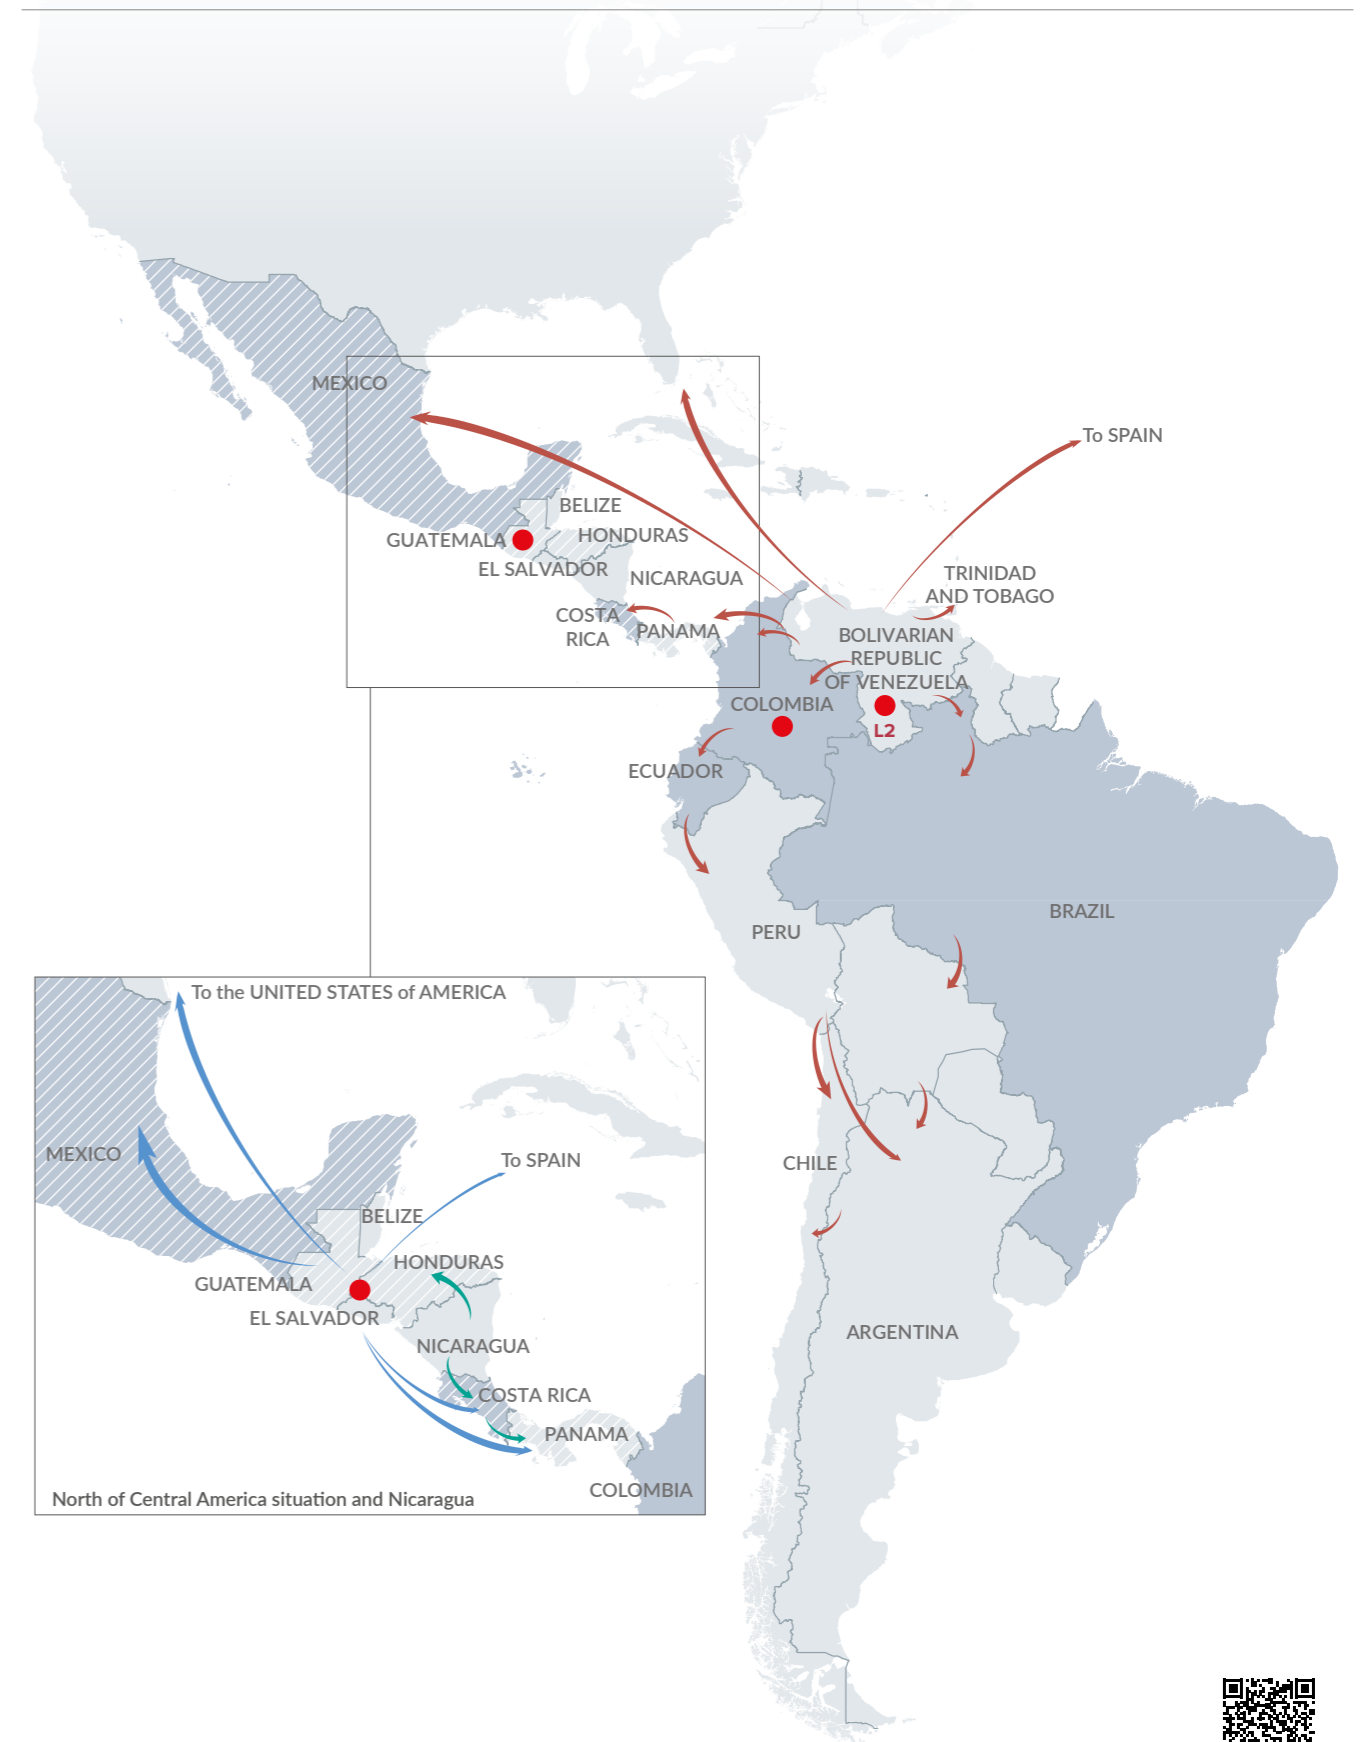 MEXICO
To SPAIN
BELIZE
GUATEMALA
HONDURAS
EL SALVADOR
NICARAGUA
TRINIDAD
AND TOBAGO
COSTA
RICA
PANAMA
BOLIVARIAN
REPUBLIC
OF VENEZUELA
COLOMBIA
L2
ECUADOR
BRAZIL
PERU
CHILE
ARGENTINA
To the UNITED STATES of AMERICA
MEXICO
To SPAIN
BELIZE
HONDURAS
GUATEMALA
EL SALVADOR
NICARAGUA
COSTA RICA
PANAMA
COLOMBIA
North of Central America situation and Nicaragua